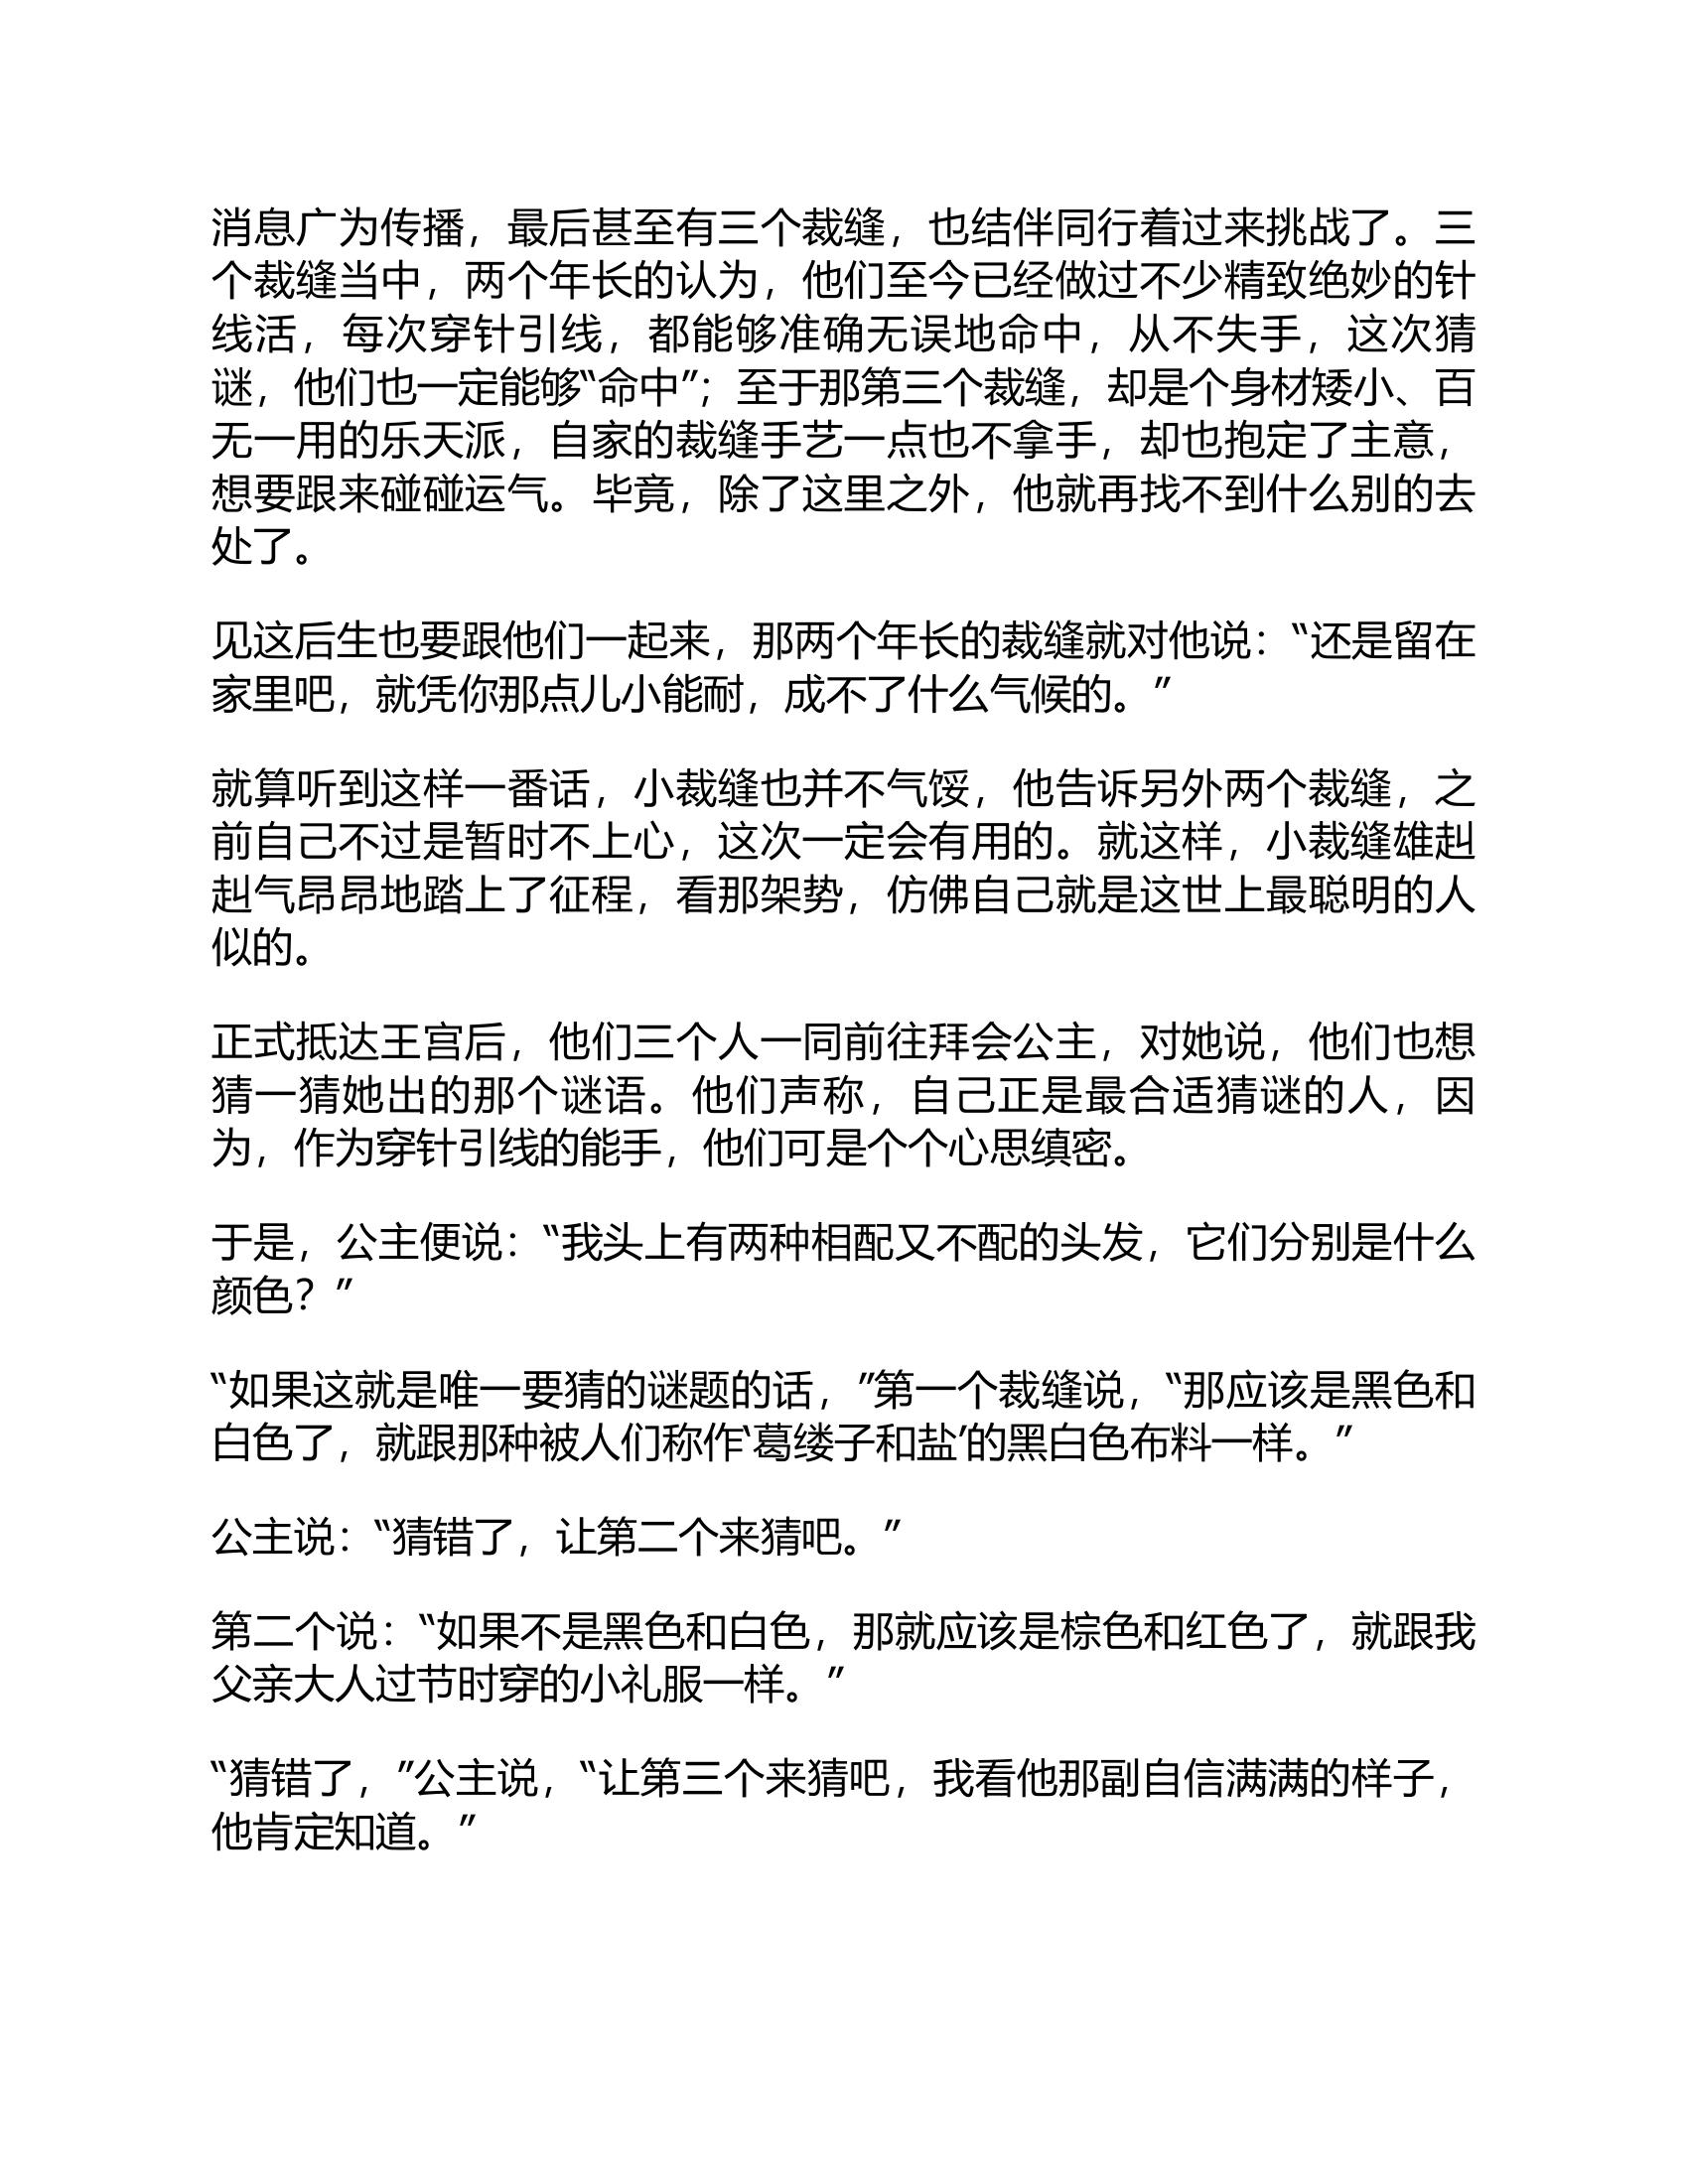 消息广为传播，最后甚至有三个裁缝，也结伴同行着过来挑战了。三
个裁缝当中，两个年长的认为，他们至今已经做过不少精致绝妙的针
线活，每次穿针引线，都能够准确无误地命中，从不失手，这次猜
谜，他们也一定能够“命中”；至于那第三个裁缝，却是个身材矮小、百
无一用的乐天派，自家的裁缝手艺一点也不拿手，却也抱定了主意，
想要跟来碰碰运气。毕竟，除了这里之外，他就再找不到什么别的去
处了。
见这后生也要跟他们一起来，那两个年长的裁缝就对他说：“还是留在
家里吧，就凭你那点儿小能耐，成不了什么气候的。”
就算听到这样一番话，小裁缝也并不气馁，他告诉另外两个裁缝，之
前自己不过是暂时不上心，这次一定会有用的。就这样，小裁缝雄赳
赳气昂昂地踏上了征程，看那架势，仿佛自己就是这世上最聪明的人
似的。
正式抵达王宫后，他们三个人一同前往拜会公主，对她说，他们也想
猜一猜她出的那个谜语。他们声称，自己正是最合适猜谜的人，因
为，作为穿针引线的能手，他们可是个个心思缜密。
于是，公主便说：“我头上有两种相配又不配的头发，它们分别是什么
颜色？”
“如果这就是唯一要猜的谜题的话，”第一个裁缝说，“那应该是黑色和
白色了，就跟那种被人们称作‘葛缕子和盐’的黑白色布料一样。”
公主说：“猜错了，让第二个来猜吧。”
第二个说：“如果不是黑色和白色，那就应该是棕色和红色了，就跟我
父亲大人过节时穿的小礼服一样。”
“猜错了，”公主说，“让第三个来猜吧，我看他那副自信满满的样子，
他肯定知道。”